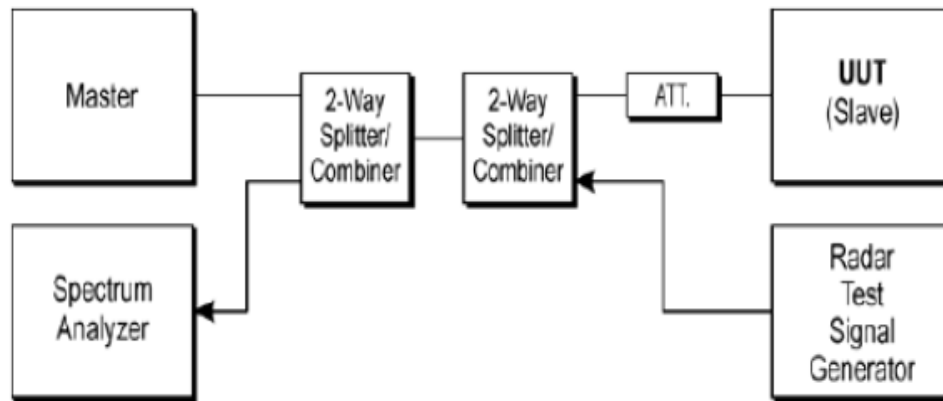 Master
2-Way
Splitter/
Combiner
2-Way
Splitter/
Combiner
ATT.
UUT
(Slave)
Spectrum
Analyzer
Radar
Test
Signal
Generator